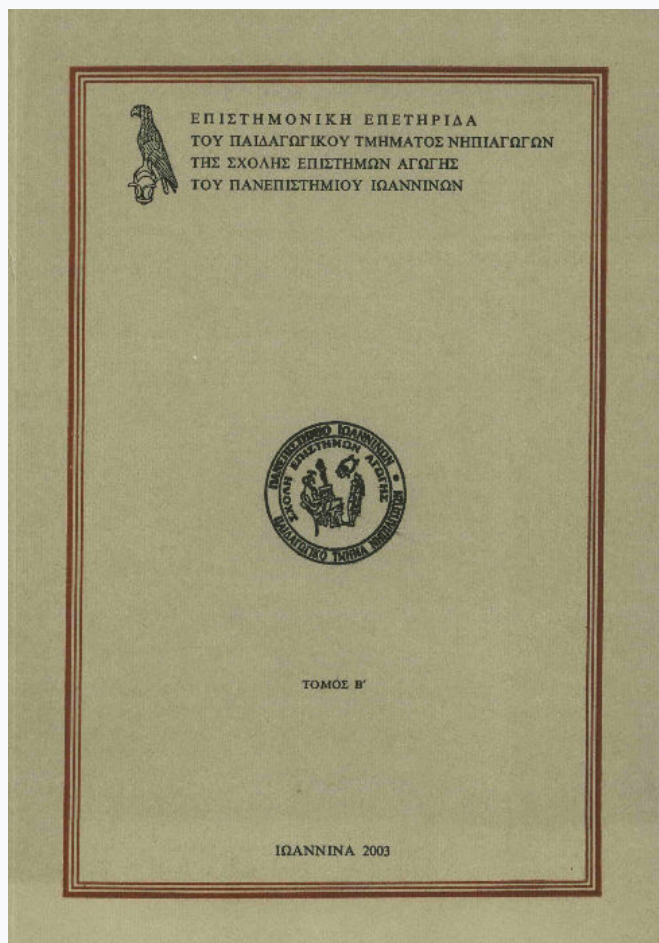 ΕΠΙΣΤΗΜΟΝΙΚΗ ΕΠΕΤΗΡΙΔΑ
ΤΟΥ ΠΑΙΔΑΓΩΓΙΚΟΥ ΤΜΗΜΑΤΟΣ ΝΗΠΙΑΓΩΓΩΝ
ΤΗΣ ΣΧΟΛΗΣ ΕΠΙΣΤΗΜΩΝ ΑΓΩΓΗΣ
ΤΟΥ ΠΑΝΕΠΙΣΤΗΜΙΟΥ ΙΩΑΝΝΙΝΩΝ
ΠΑΝΕΠΙΣΤΗΜΙΟ ΙΩΑΝΝΙΝΩΝ
ΣΧΟΛΗ ΕΠΙΣΤΗΜΩΝ ΑΓΩΓΗΣ
ΠΑΙΔΑΓΩΓΙΚΟ ΤΜΗΜΑ ΝΗΠΙΑΓΩΓΩΝ
ΤΟΜΟΣ Β΄
ΙΩΑΝΝΙΝΑ 2003